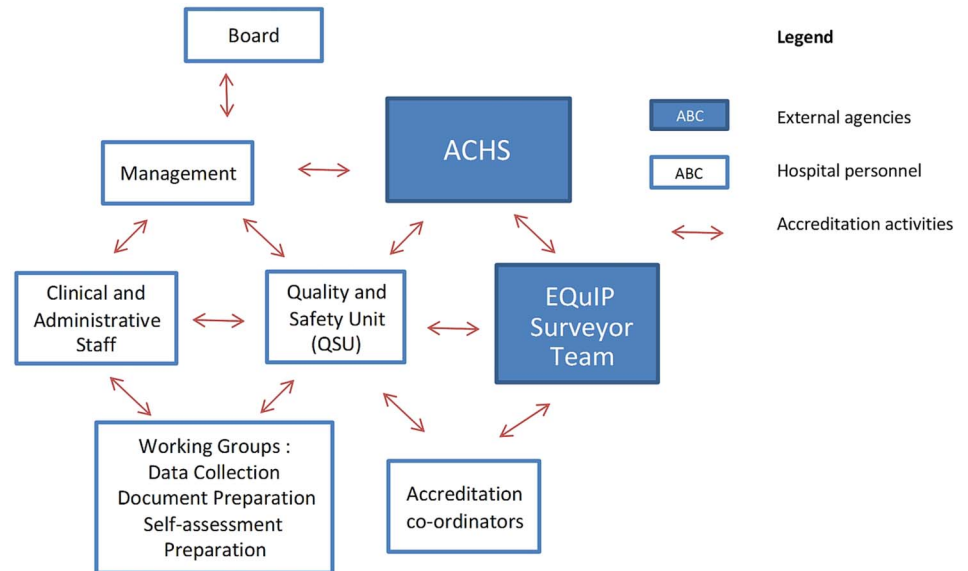 Board
Legend
ACHS
ABC
External agencies
Management
ABC
Hospital personnel
Accreditation activities
Clinical and
Administrative
Staff
Quality and
Safety Unit
(QSU)
EQuIP
Surveyor
Team
Working Groups :
Data Collection
Document Preparation
Self-assessment
Preparation
Accreditation
co-ordinators